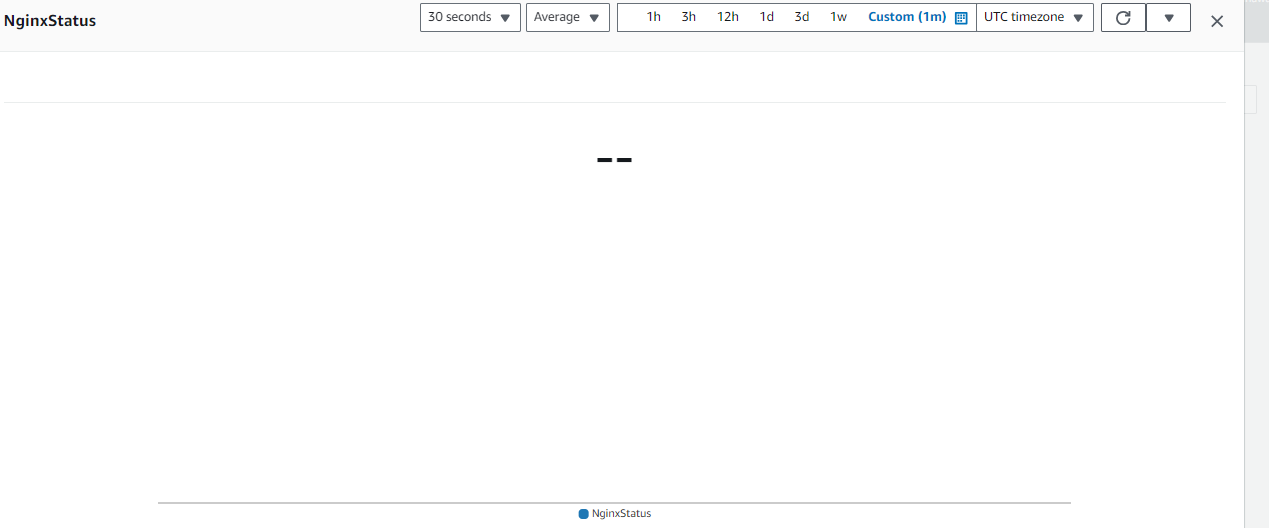 NginxStatus
30 seconds Average 1h 3h 12h 1d 3d 1w Custom (1m) UTC timezone
--
NginxStatus